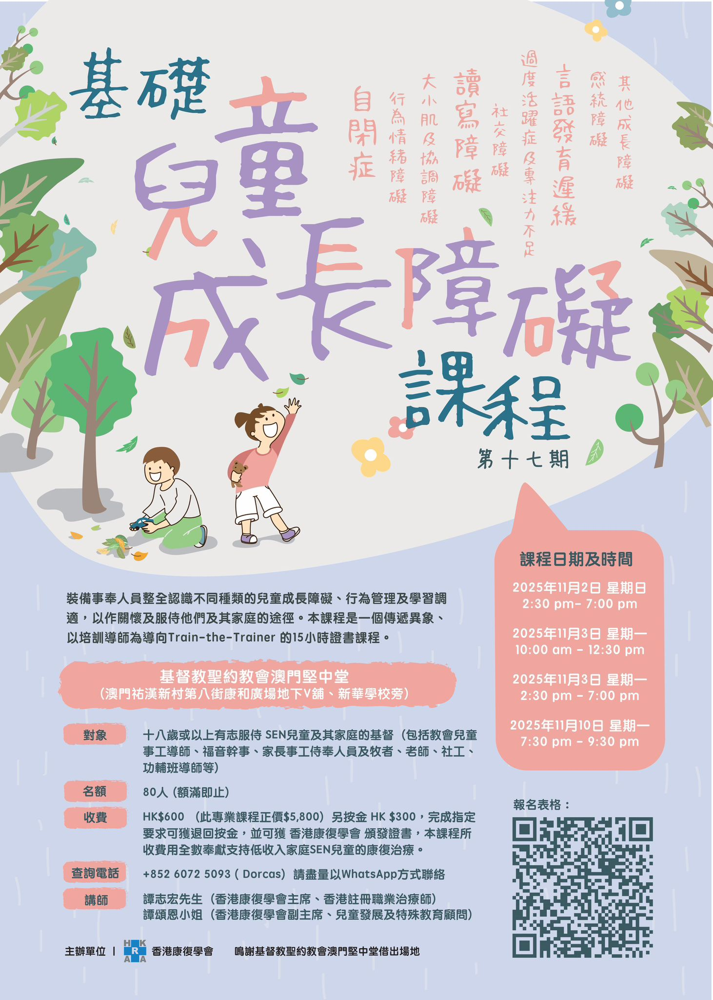 基礎
兒童
成長障礙
課程
第十七期
自閉症
行為情緒障礙
大小肌及協調障礙
讀寫障礙
社交障礙
過度活躍症及專注力不足
言語發育遲緩
感統障礙
其他成長障礙
課程日期及時間
2025年11月2日 星期日
2:30 pm- 7:00 pm
2025年11月3日 星期一
10:00 am - 12:30 pm
2025年11月3日 星期一
2:30 pm - 7:00 pm
2025年11月10日 星期一
7:30 pm - 9:30 pm
裝備事奉人員整全認識不同種類的兒童成長障礙、行為管理及學習調
適，以作關懷及服侍他們及其家庭的途徑。本課程是一個傳遞異象、
以培訓導師為導向Train-the-Trainer 的15小時證書課程。
基督教聖約教會澳門堅中堂
（澳門祐漢新村第八街康和廣場地下V舖、新華學校旁）
對象
十八歲或以上有志服侍 SEN兒童及其家庭的基督（包括教會兒童
事工導師、福音幹事、家長事工侍奉人員及牧者、老師、社工、
功輔班導師等）
名額
80人 (額滿即止)
收費
HK$600 （此專業課程正價$5,800）另按金 HK $300，完成指定
要求可獲退回按金，並可獲 香港康復學會 頒發證書，本課程所
收費用全數奉獻支持低收入家庭SEN兒童的康復治療。
查詢電話
+852 6072 5093 ( Dorcas）請盡量以WhatsApp方式聯絡
講師
譚志宏先生（香港康復學會主席、香港註冊職業治療師）
譚頌恩小姐（香港康復學會副主席、兒童發展及特殊教育顧問）
報名表格：
主辦單位 | HKRAA 香港康復學會 鳴謝基督教聖約教會澳門堅中堂借出場地